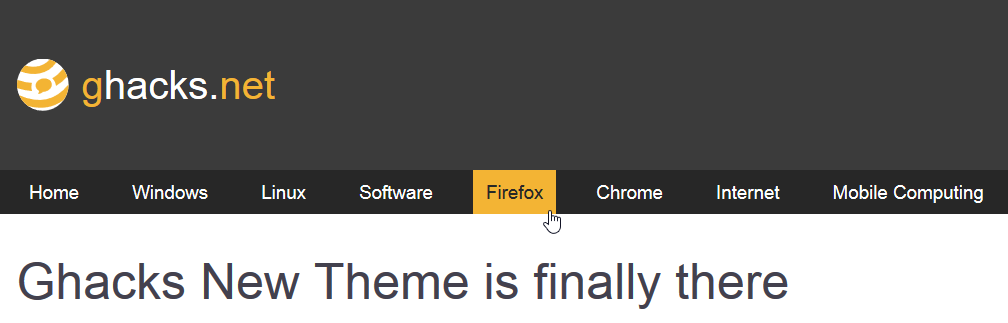 ghacks.net
Home Windows Linux Software Firefox Chrome Internet Mobile Computing
Ghacks New Theme is finally there